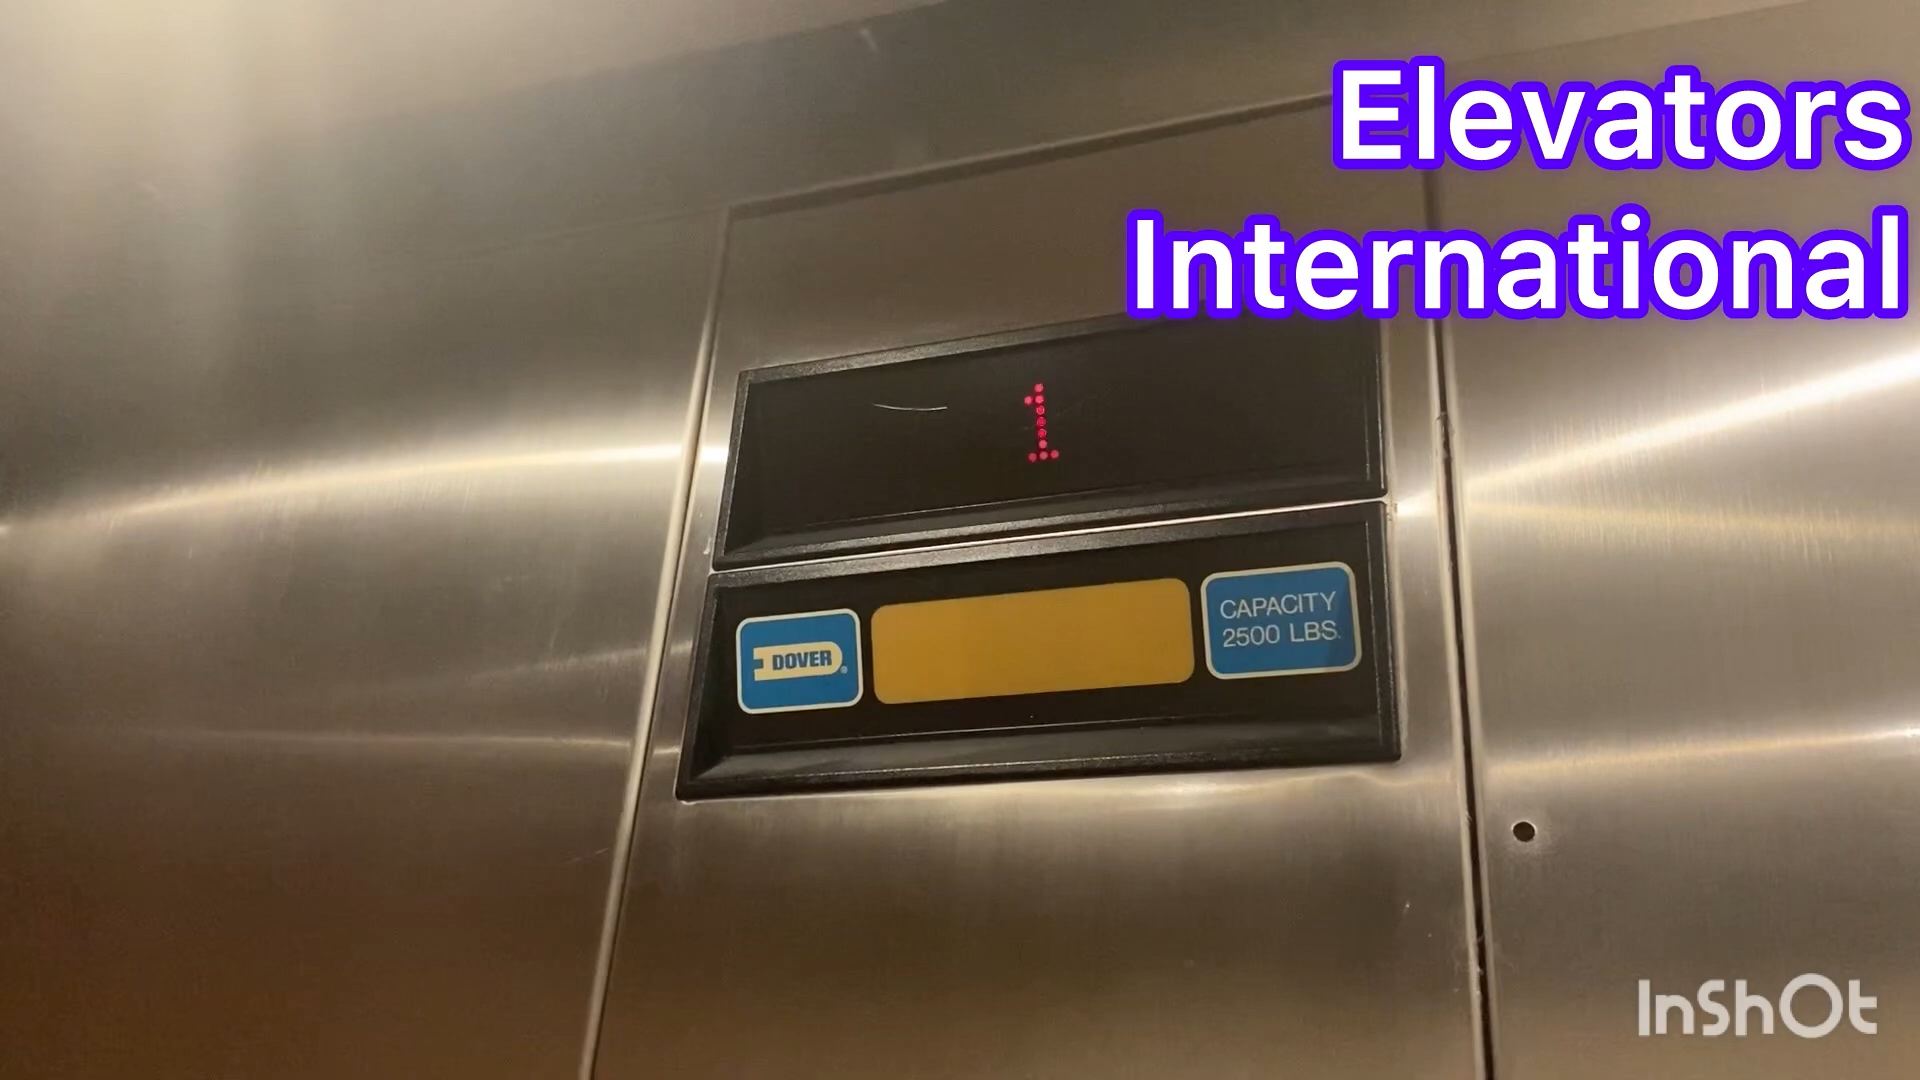 Elevators
International
1
DOVER®
CAPACITY
2500 LBS.
InShOt